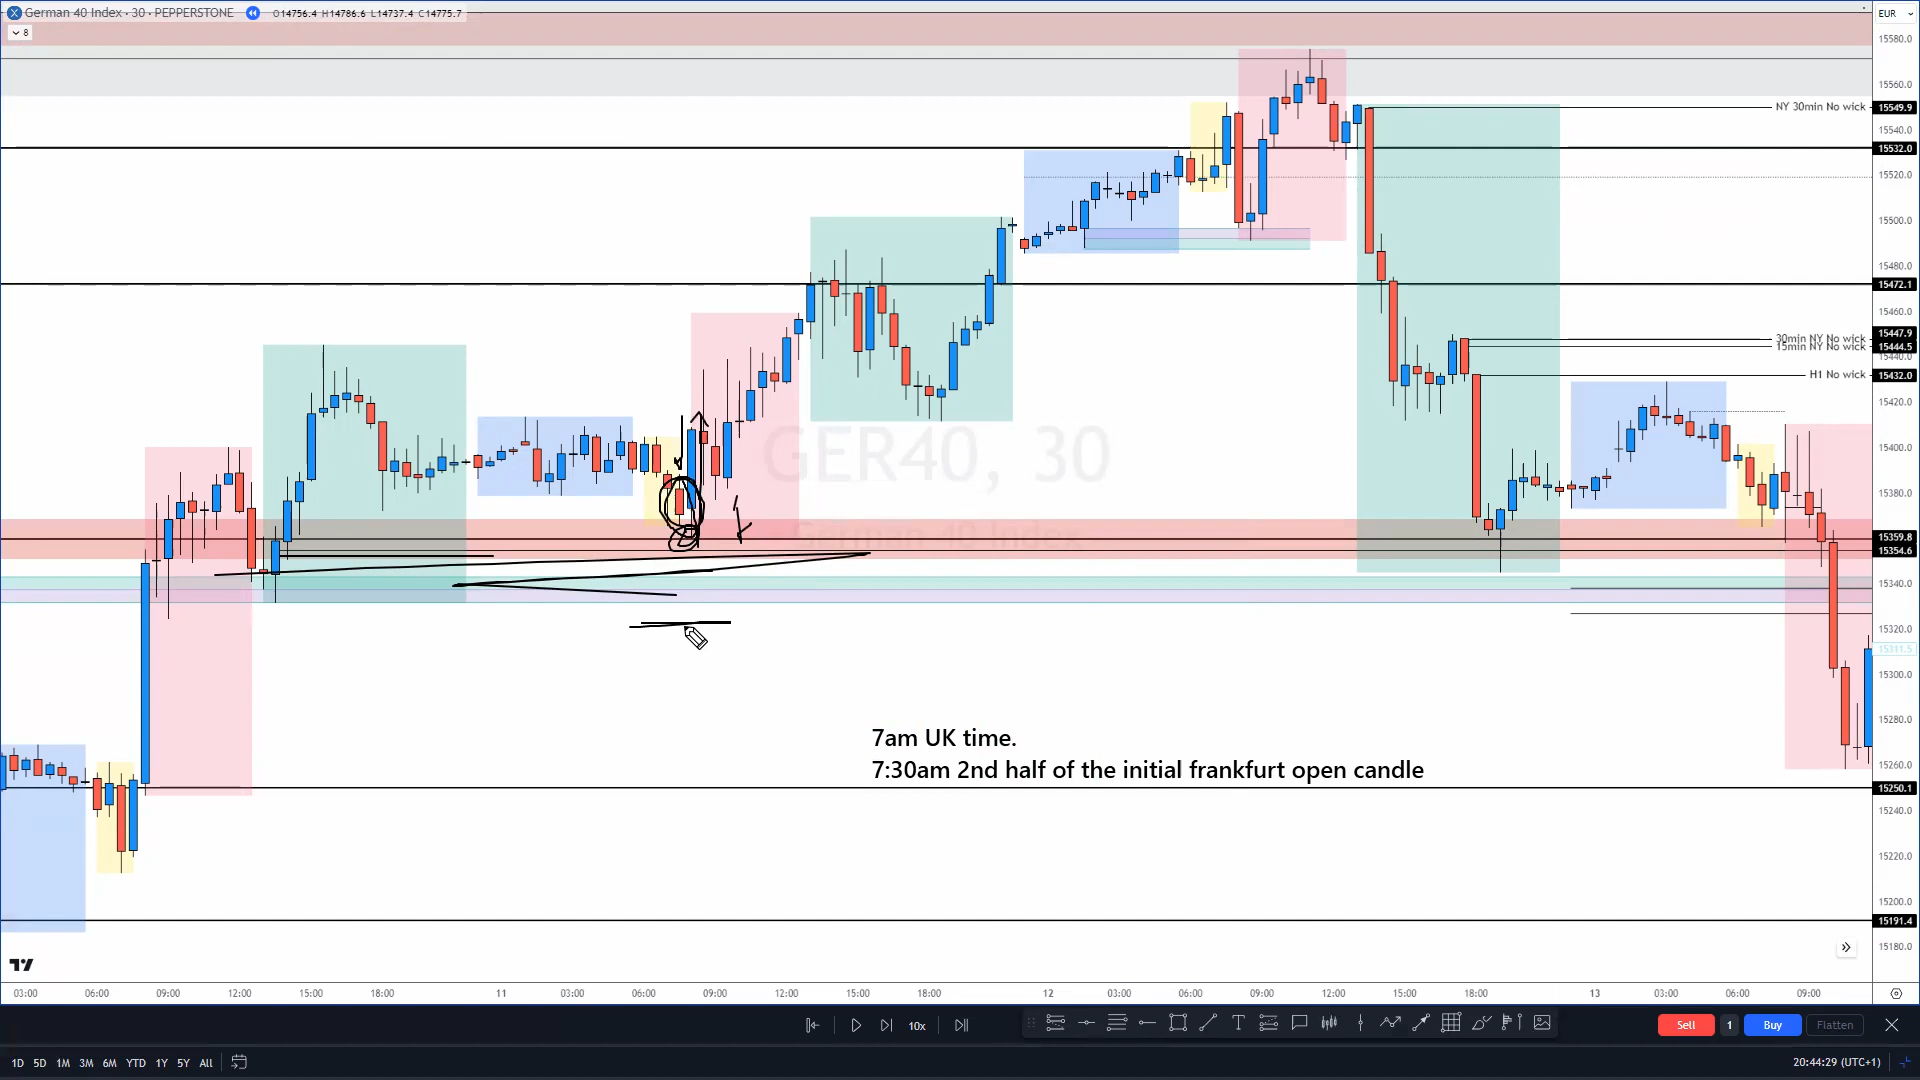 German 40 Index · 30 · PEPPERSTONE O14756.4 H14786.6 L14737.4 C14775.7
8
EUR
15580.0
15560.0
NY 30min No wick 15549.9
15540.0
15532.0
15520.0
15500.0
15480.0
15472.1
15460.0
15447.9
30min NY No wick
15min NY No wick 15444.5
15440.0
H1 No wick 15432.0
15420.0
GER40, 30
15400.0
15380.0
German 40 Index
15359.8
15354.6
15340.0
15320.0
15311.5
15300.0
7am UK time.
15280.0
7:30am 2nd half of the initial frankfurt open candle
15260.0
15250.1
15240.0
15220.0
15200.0
15191.4
15180.0
03:00 06:00 09:00 12:00 15:00 18:00 11 03:00 06:00 09:00 12:00 15:00 18:00 12 03:00 06:00 09:00 12:00 15:00 18:00 13 03:00 06:00 09:00
10x Sell 1 Buy Flatten
1D 5D 1M 3M 6M YTD 1Y 5Y All 20:44:29 (UTC+1)